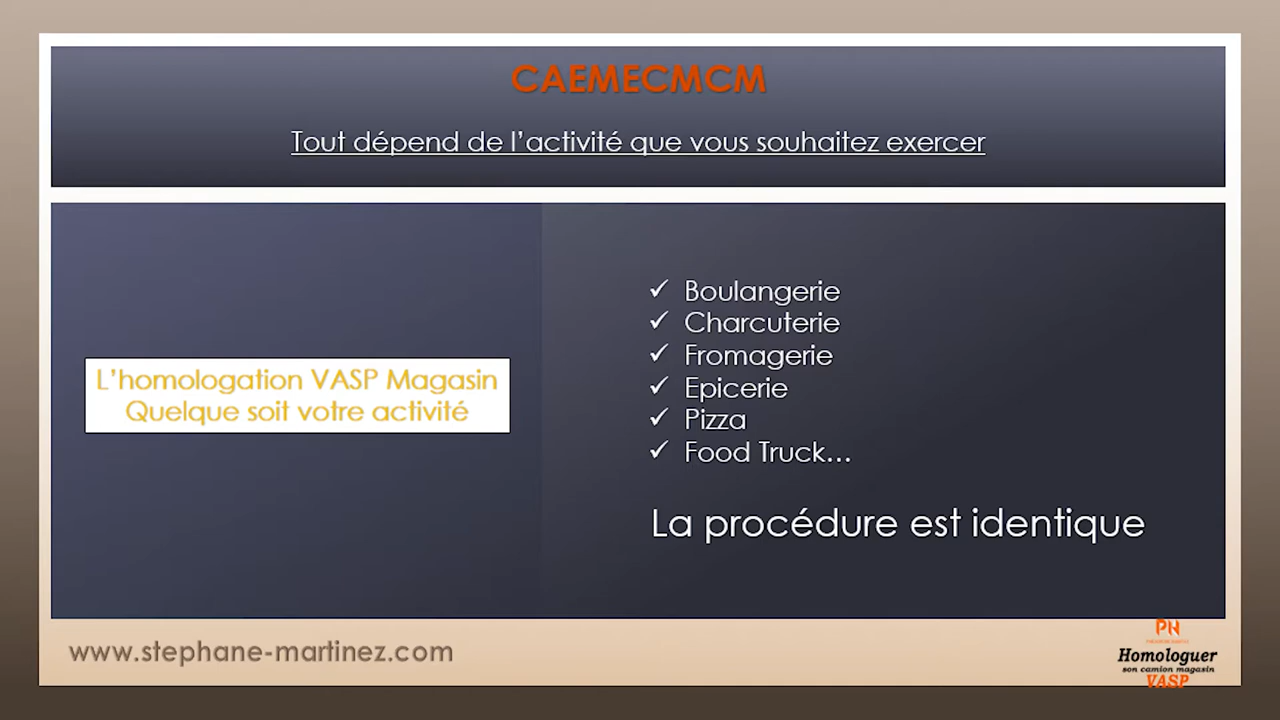 CAEMECMCM
Tout dépend de l'activité que vous souhaitez exercer
L'homologation VASP Magasin
Quelque soit votre activité
✓ Boulangerie
✓ Charcuterie
✓ Fromagerie
✓ Epicerie
✓ Pizza
✓ Food Truck...
La procédure est identique
www.stephane-martinez.com
PN
Homologuer
son camion magasin
VASP